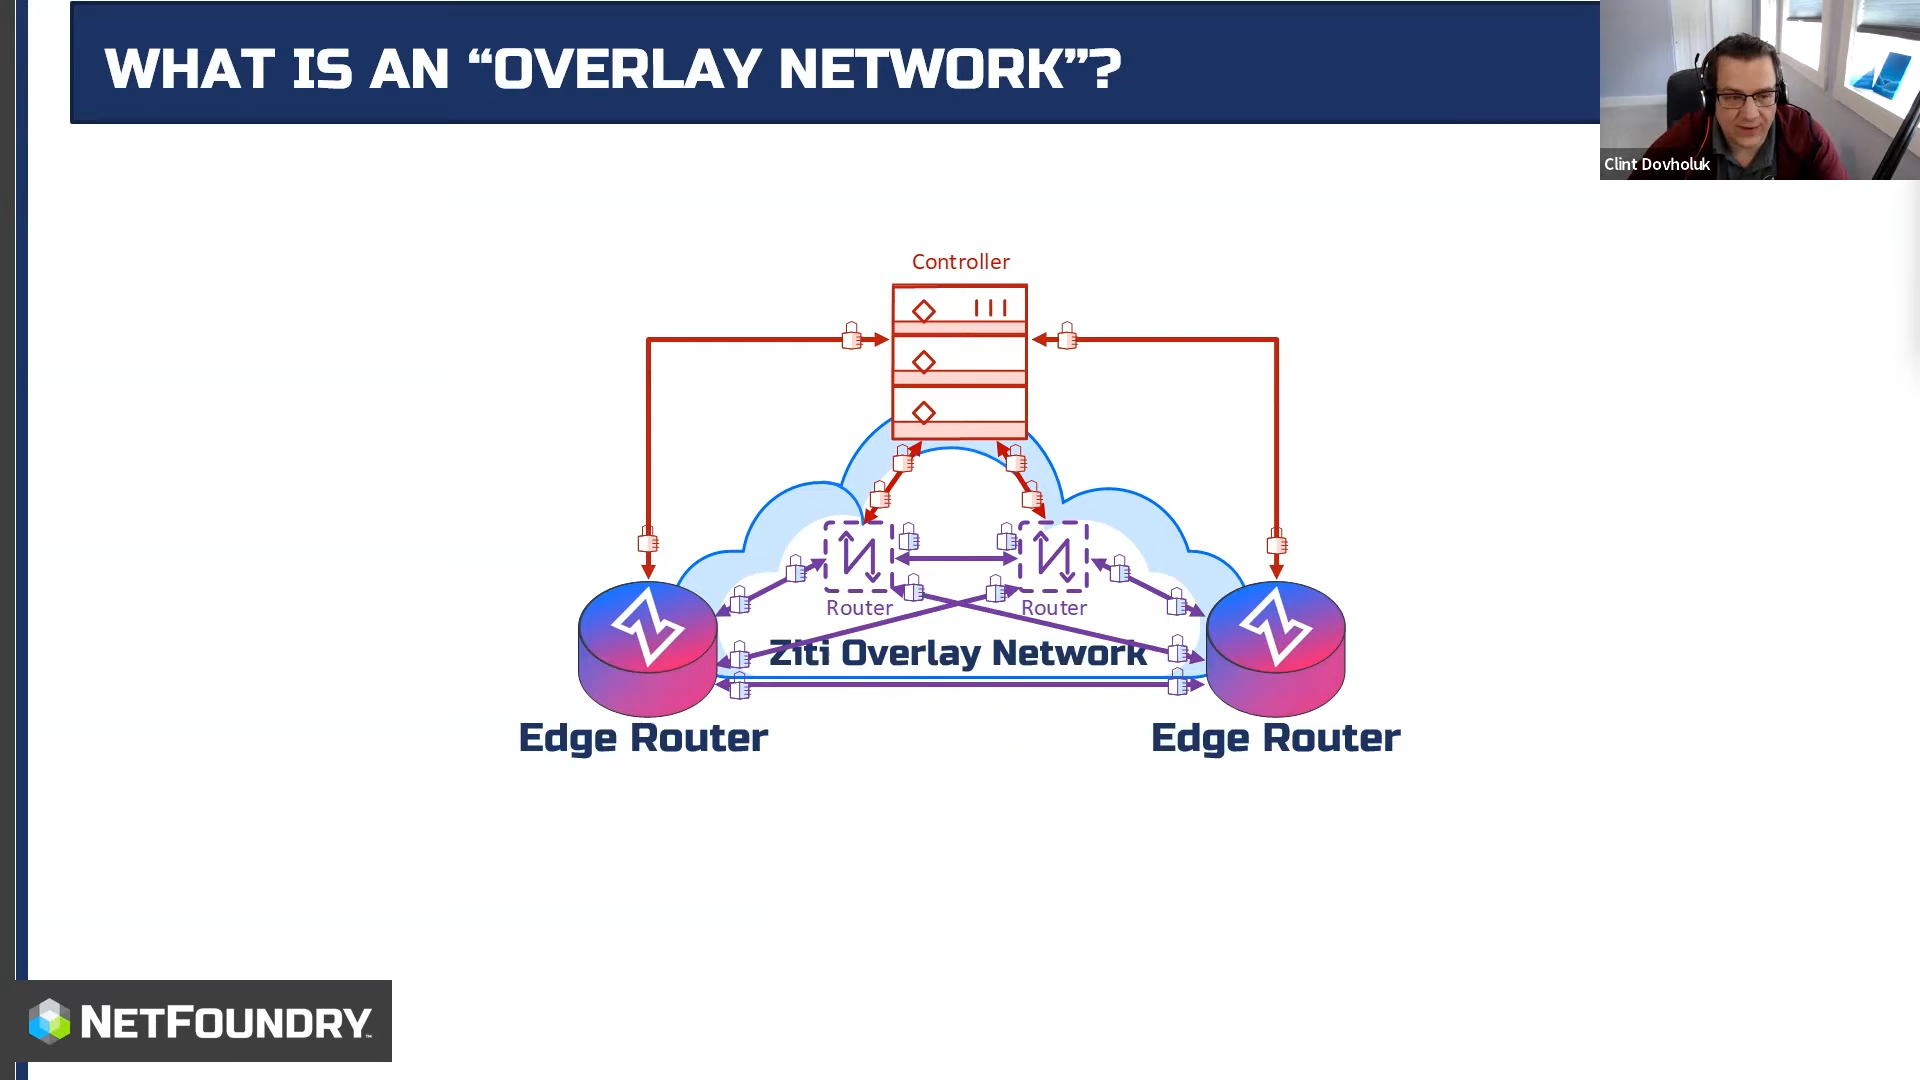 WHAT IS AN “OVERLAY NETWORK”?
Clint Dovholuk
Controller
Router
Router
Ziti Overlay Network
Edge Router
Edge Router
NETFOUNDRY